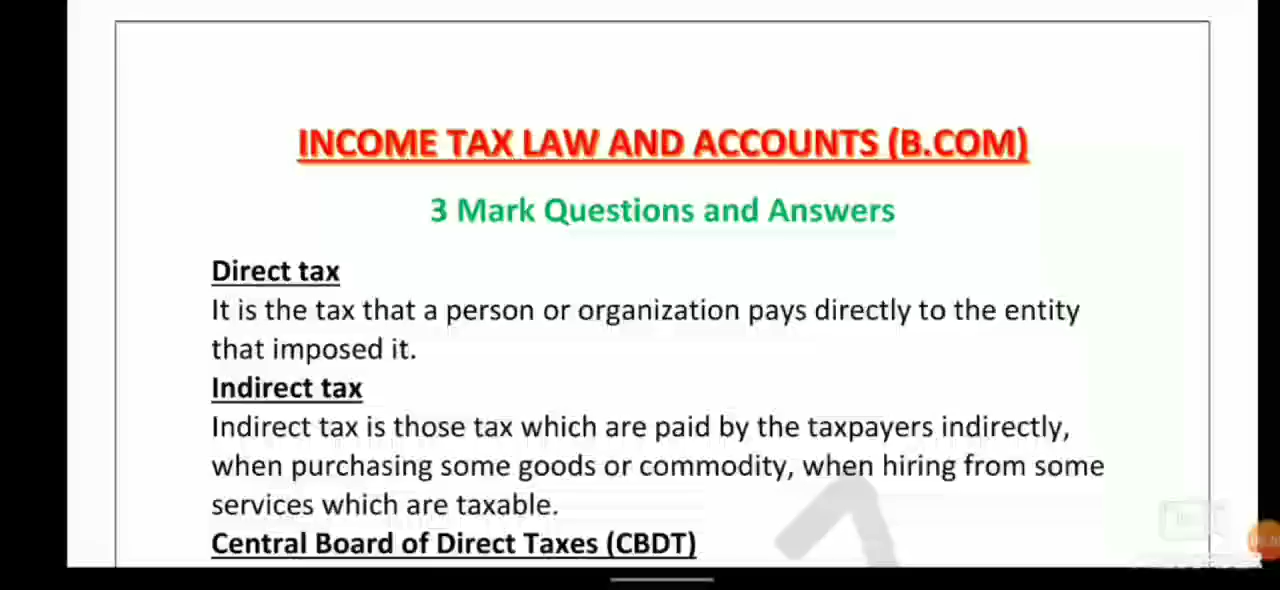 INCOME TAX LAW AND ACCOUNTS (B.COM)
3 Mark Questions and Answers
Direct tax
It is the tax that a person or organization pays directly to the entity
that imposed it.
Indirect tax
Indirect tax is those tax which are paid by the taxpayers indirectly,
when purchasing some goods or commodity, when hiring from some
services which are taxable.
Central Board of Direct Taxes (CBDT)